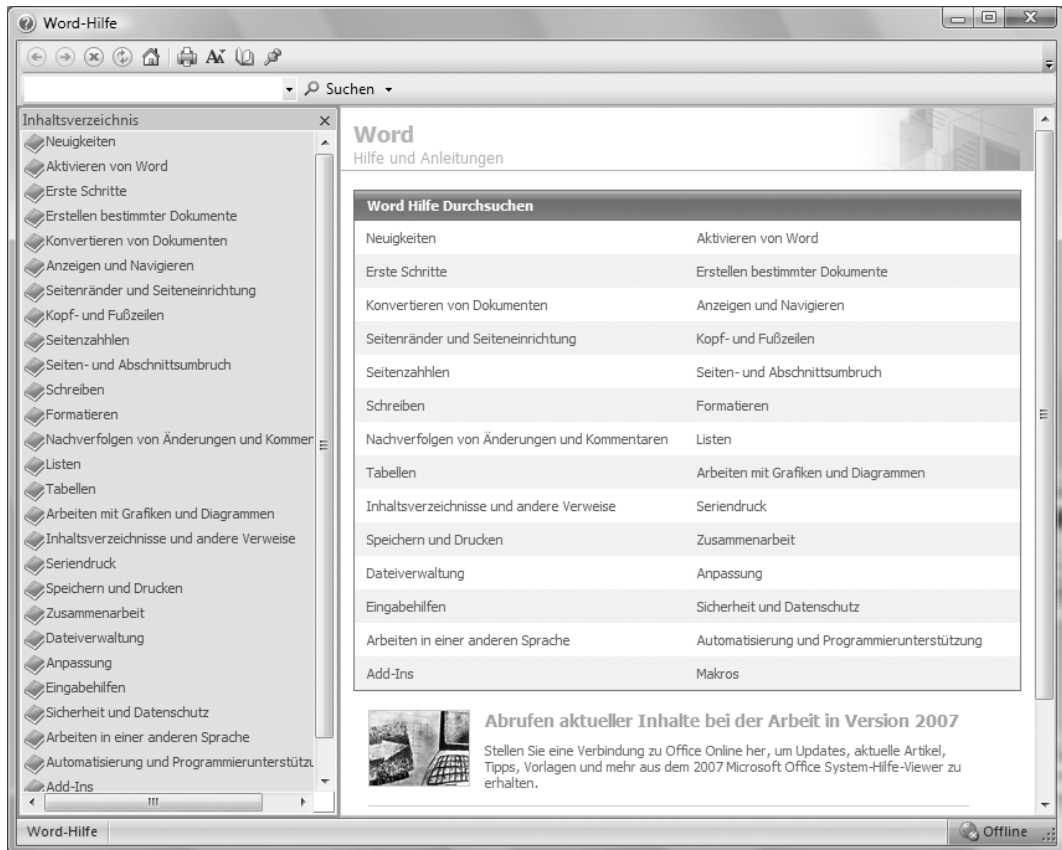 Word-Hilfe
Suchen
Inhaltsverzeichnis
Neuigkeiten
Aktivieren von Word
Erste Schritte
Erstellen bestimmter Dokumente
Konvertieren von Dokumenten
Anzeigen und Navigieren
Seitenränder und Seiteneinrichtung
Kopf- und Fußzeilen
Seitenzahhlen
Seiten- und Abschnittsumbruch
Schreiben
Formatieren
Nachverfolgen von Änderungen und Kommer
Listen
Tabellen
Arbeiten mit Grafiken und Diagrammen
Inhaltsverzeichnisse und andere Verweise
Seriendruck
Speichern und Drucken
Zusammenarbeit
Dateiverwaltung
Anpassung
Eingabehilfen
Sicherheit und Datenschutz
Arbeiten in einer anderen Sprache
Automatisierung und Programmierunterstützu
Add-Ins
Word
Hilfe und Anleitungen
Word Hilfe Durchsuchen
Neuigkeiten Aktivieren von Word
Erste Schritte Erstellen bestimmter Dokumente
Konvertieren von Dokumenten Anzeigen und Navigieren
Seitenränder und Seiteneinrichtung Kopf- und Fußzeilen
Seitenzahhlen Seiten- und Abschnittsumbruch
Schreiben Formatieren
Nachverfolgen von Änderungen und Kommentaren Listen
Tabellen Arbeiten mit Grafiken und Diagrammen
Inhaltsverzeichnisse und andere Verweise Seriendruck
Speichern und Drucken Zusammenarbeit
Dateiverwaltung Anpassung
Eingabehilfen Sicherheit und Datenschutz
Arbeiten in einer anderen Sprache Automatisierung und Programmierunterstützung
Add-Ins Makros
Abrufen aktueller Inhalte bei der Arbeit in Version 2007
Stellen Sie eine Verbindung zu Office Online her, um Updates, aktuelle Artikel,
Tipps, Vorlagen und mehr aus dem 2007 Microsoft Office System-Hilfe-Viewer zu
erhalten.
Word-Hilfe
Offline